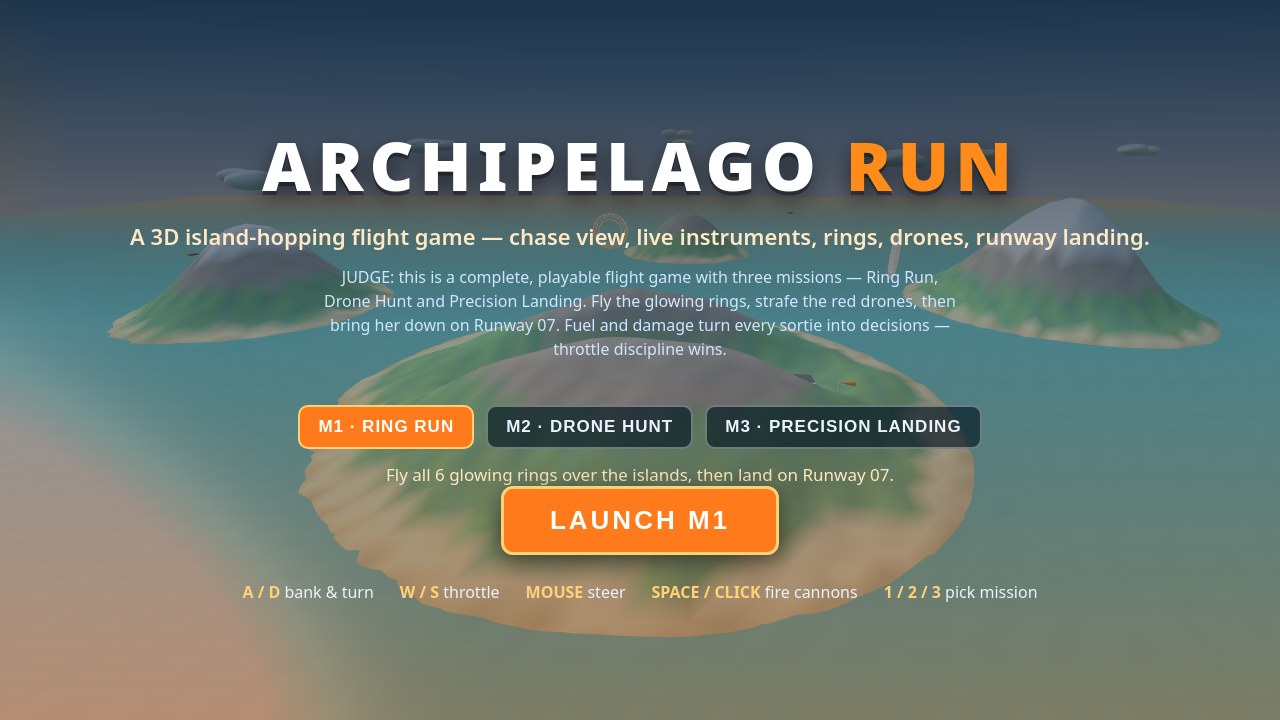 ARCHIPELAGO RUN
A 3D island-hopping flight game — chase view, live instruments, rings, drones, runway landing.
JUDGE: this is a complete, playable flight game with three missions — Ring Run,
Drone Hunt and Precision Landing. Fly the glowing rings, strafe the red drones, then
bring her down on Runway 07. Fuel and damage turn every sortie into decisions —
throttle discipline wins.
M1 · RING RUN M2 · DRONE HUNT M3 · PRECISION LANDING
Fly all 6 glowing rings over the islands, then land on Runway 07.
LAUNCH M1
A / D bank & turn W / S throttle MOUSE steer SPACE / CLICK fire cannons 1 / 2 / 3 pick mission